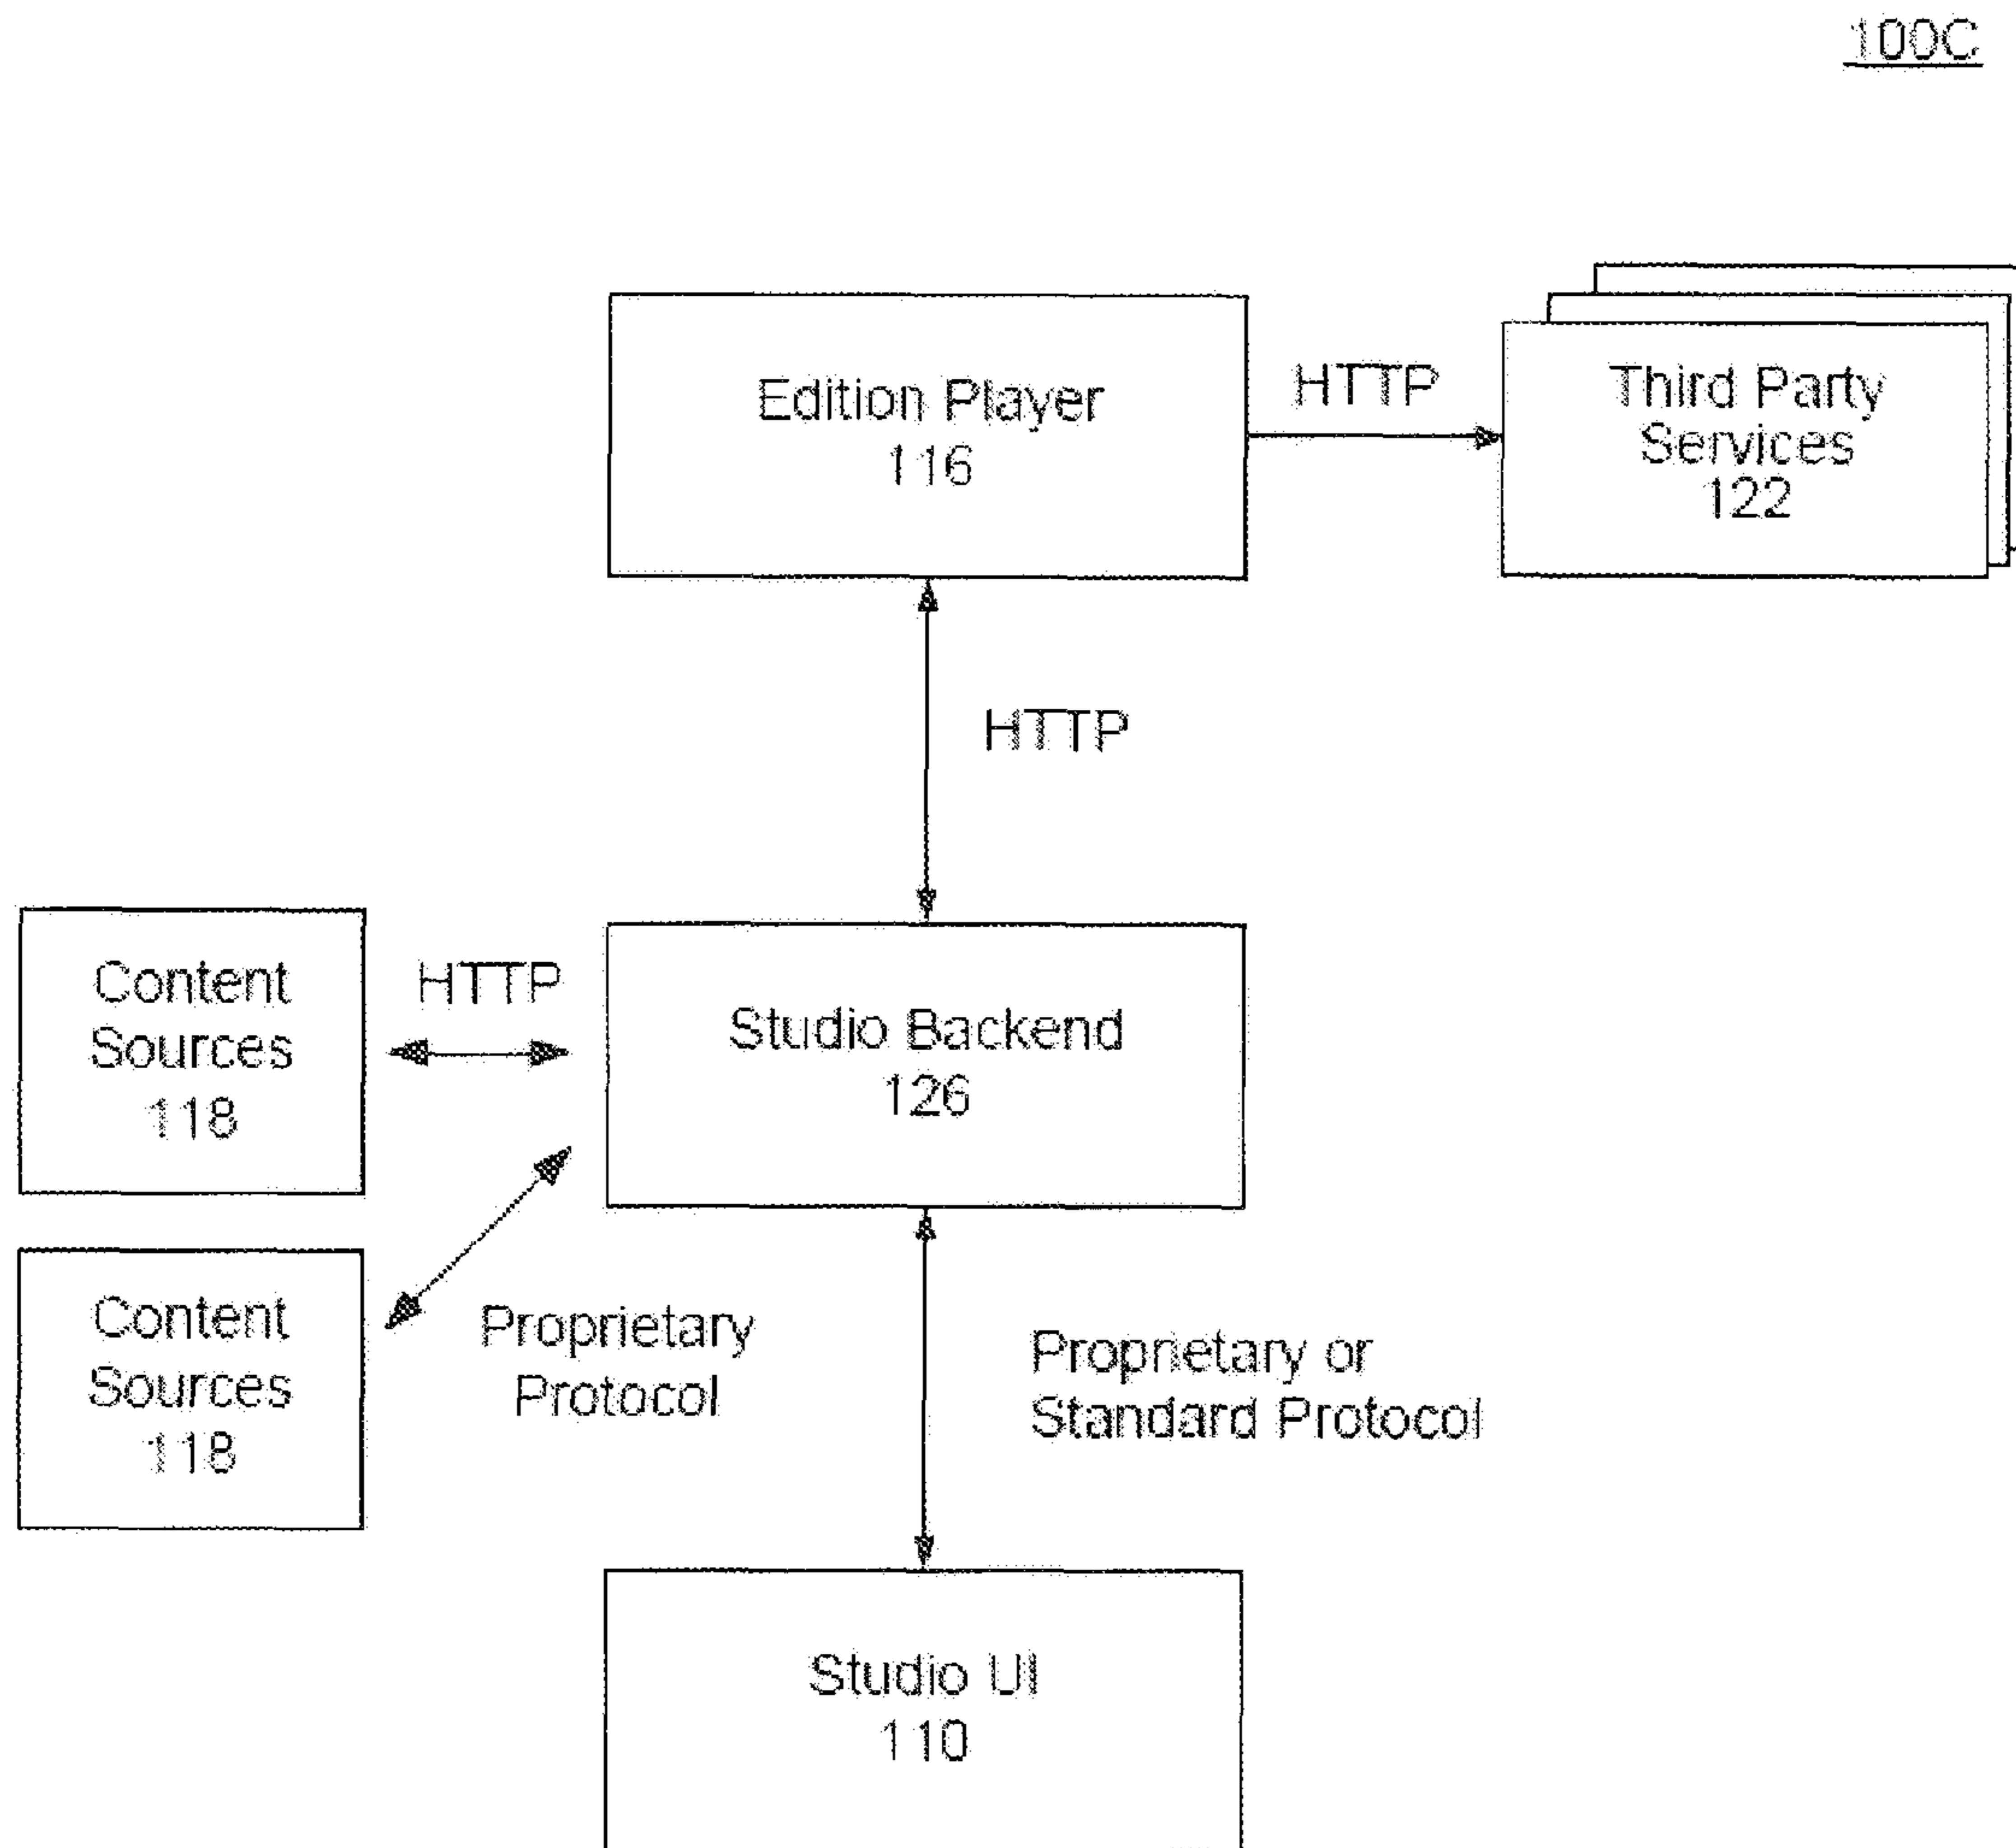 100C
Edition Player
116
HTTP
Third Party
Services
122
HTTP
Content
Sources
118
HTTP
Studio Backend
126
Content
Sources
118
Proprietary
Protocol
Proprietary or
Standard Protocol
Studio UI
110